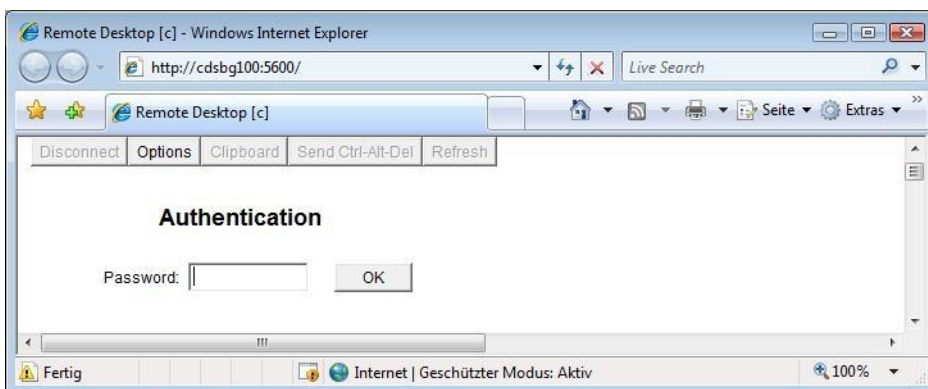 Remote Desktop [c] - Windows Internet Explorer
http://cdsbg100:5600/ Live Search
Remote Desktop [c] Seite Extras »
Disconnect Options Clipboard Send Ctrl-Alt-Del Refresh
Authentication
Password: OK
Fertig Internet | Geschützter Modus: Aktiv 100%